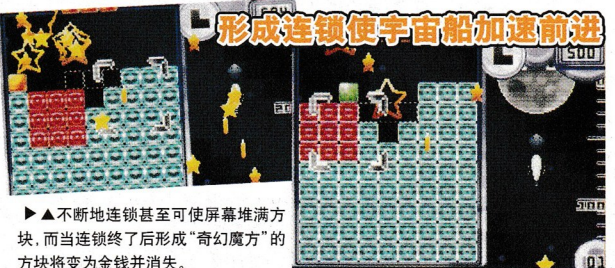 形成连锁使宇宙船加速前进
500
▶▲不断地连锁甚至可使屏幕堆满方
块，而当连锁终了后形成“奇幻魔方”的
方块将变为金钱并消失。